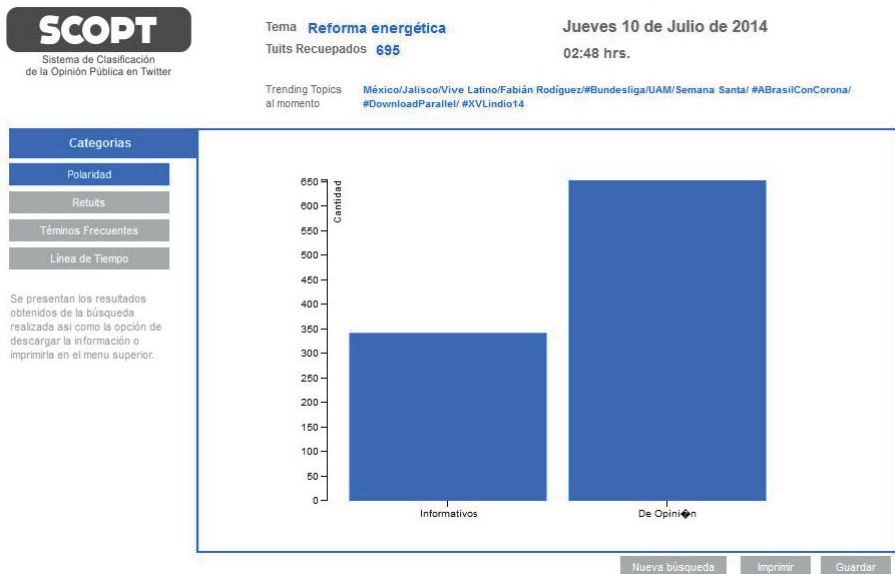 SCOPT
Sistema de Clasificación
de la Opinión Pública en Twitter
Tema Reforma energética
Tuits Recuepados 695
Jueves 10 de Julio de 2014
02:48 hrs.
Trending Topics
al momento
México/Jalisco/Vive Latino/Fabián Rodíguez/#Bundesliga/UAM/Semana Santa/ #ABrasilConCorona/
#DownloadParallel/ #XVLindio14
Categorias
Polaridad
Retuits
Téminos Frecuentes
Línea de Tiempo
Se presentan los resultados
obtenidos de la búsqueda
realizada asi como la opción de
descargar la información o
imprimirla en el menu superior.
Cantidad
650
600
550
500
450
400
350
300
250
200
150
100
50
0
Informativos
De Opini�n
Nueva búsqueda
Imprimir
Guardar